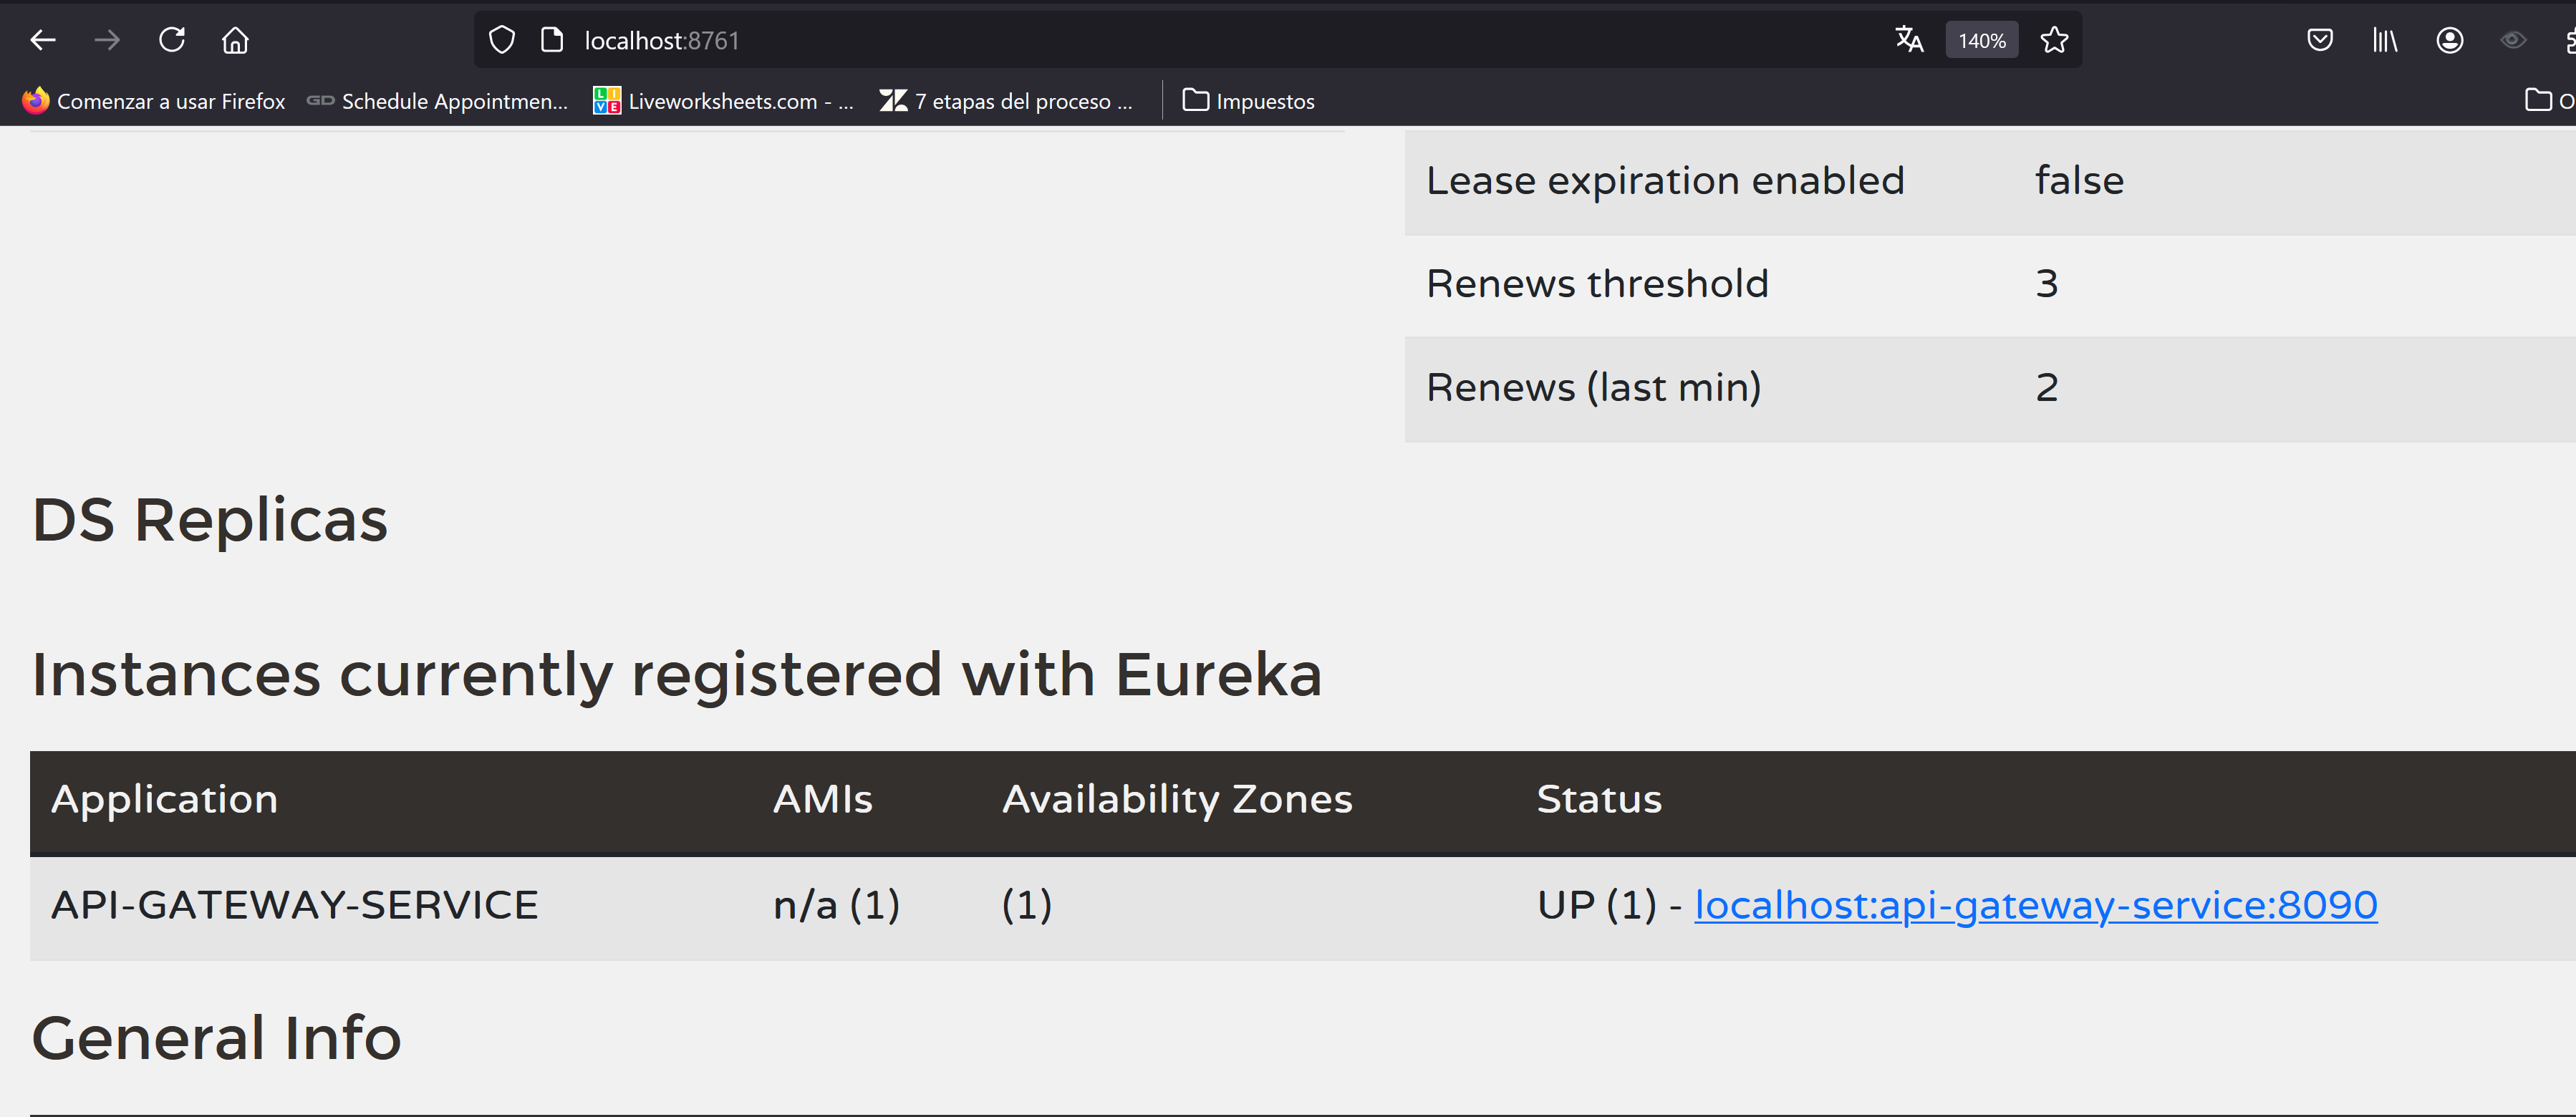 localhost:8761
140%
Comenzar a usar Firefox
GD Schedule Appointmen...
LIVE Liveworksheets.com - ...
7 etapas del proceso ...
Impuestos
Lease expiration enabled false
Renews threshold 3
Renews (last min) 2
DS Replicas
Instances currently registered with Eureka
Application AMIs Availability Zones Status
API-GATEWAY-SERVICE n/a (1) (1) UP (1) - localhost:api-gateway-service:8090
General Info